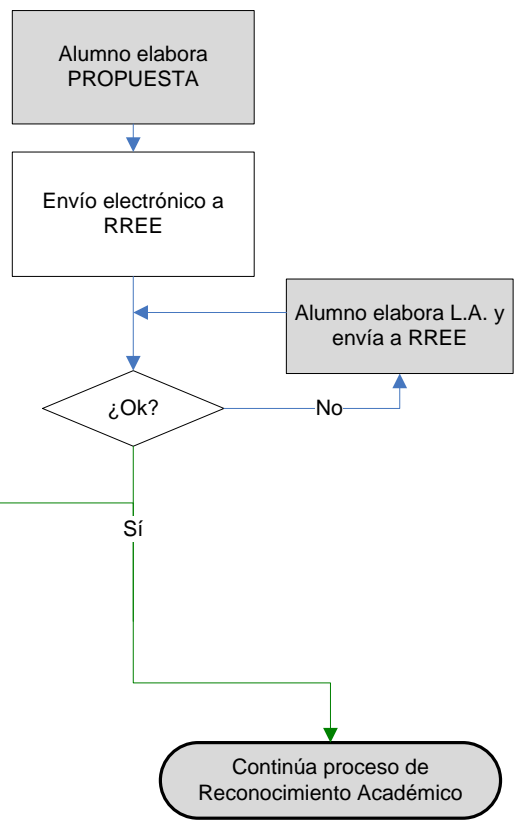 Alumno elabora
PROPUESTA
Envío electrónico a
RREE
Alumno elabora L.A. y
envía a RREE
¿Ok?
No
Sí
Continúa proceso de
Reconocimiento Académico